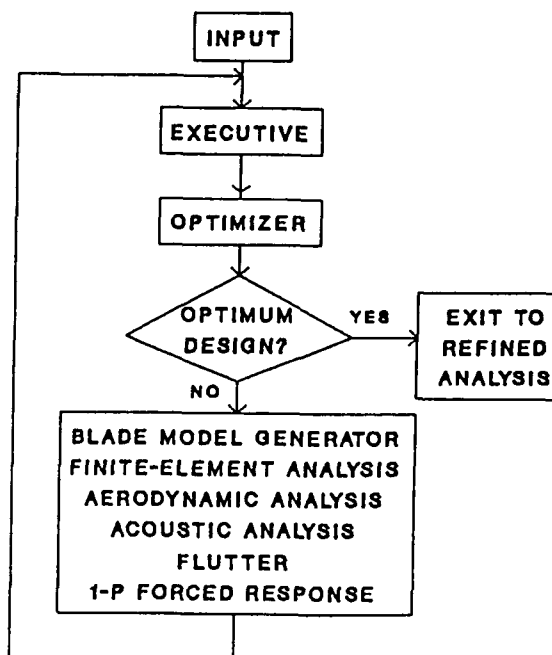 INPUT
EXECUTIVE
OPTIMIZER
OPTIMUM
DESIGN?
YES
EXIT TO
REFINED
ANALYSIS
NO
BLADE MODEL GENERATOR
FINITE-ELEMENT ANALYSIS
AERODYNAMIC ANALYSIS
ACOUSTIC ANALYSIS
FLUTTER
1-P FORCED RESPONSE